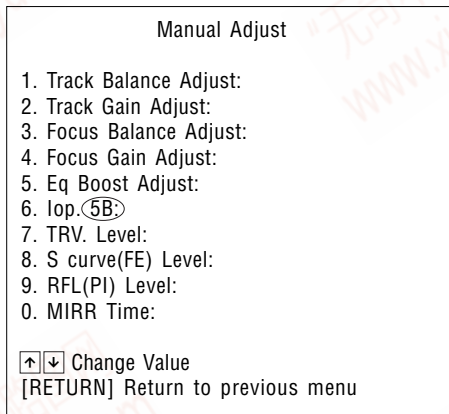 Manual Adjust
1. Track Balance Adjust:
2. Track Gain Adjust:
3. Focus Balance Adjust:
4. Focus Gain Adjust:
5. Eq Boost Adjust:
6. Iop.5B:
7. TRV. Level:
8. S curve(FE) Level:
9. RFL(PI) Level:
0. MIRR Time:
↑↓ Change Value
[RETURN] Return to previous menu